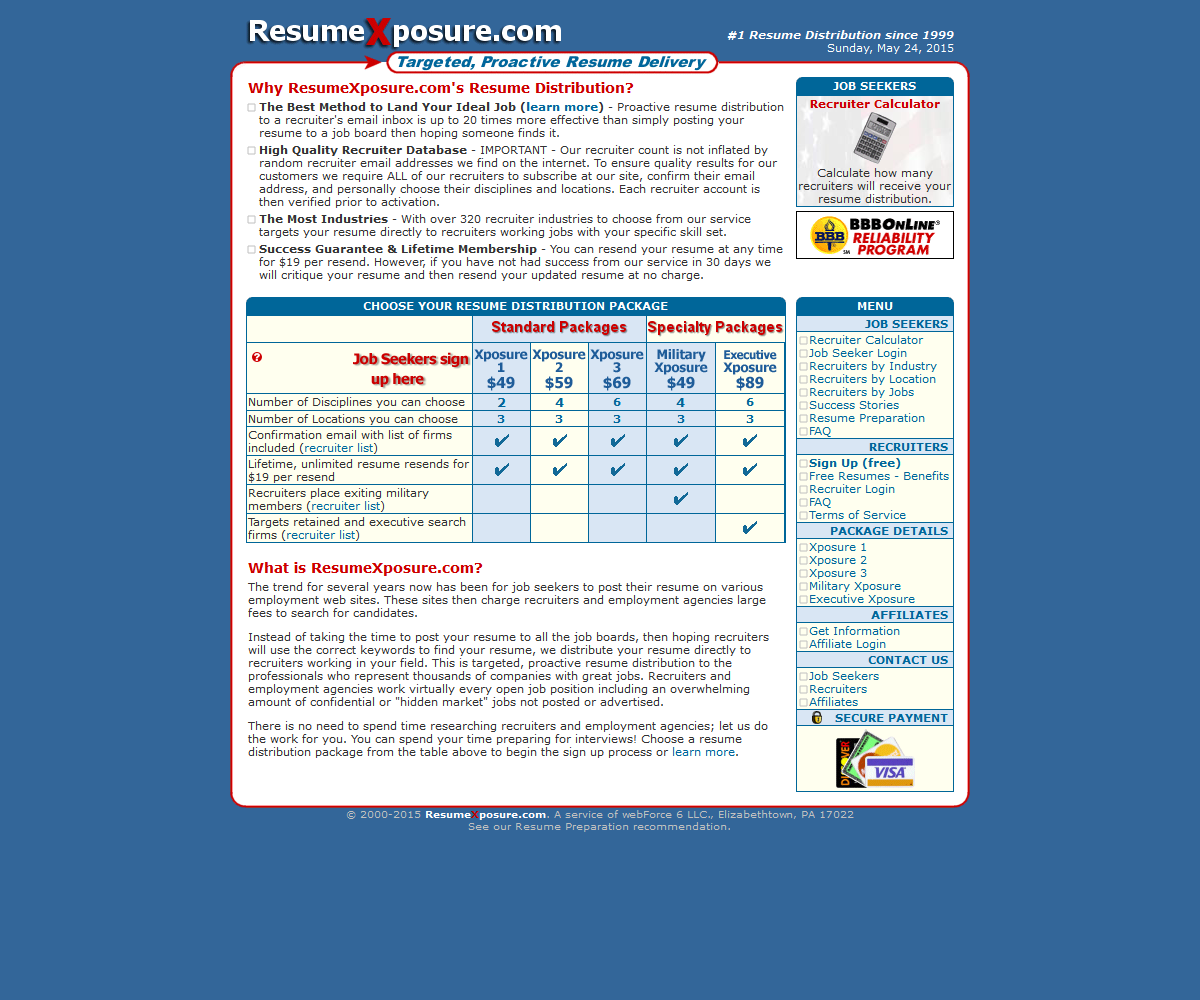 ResumeXposure.com
#1 Resume Distribution since 1999
Sunday, May 24, 2015
Targeted, Proactive Resume Delivery
Why ResumeXposure.com's Resume Distribution?
The Best Method to Land Your Ideal Job (learn more) - Proactive resume distribution
to a recruiter's email inbox is up to 20 times more effective than simply posting your
resume to a job board then hoping someone finds it.
High Quality Recruiter Database - IMPORTANT - Our recruiter count is not inflated by
random recruiter email addresses we find on the internet. To ensure quality results for our
customers we require ALL of our recruiters to subscribe at our site, confirm their email
address, and personally choose their disciplines and locations. Each recruiter account is
then verified prior to activation.
The Most Industries - With over 320 recruiter industries to choose from our service
targets your resume directly to recruiters working jobs with your specific skill set.
Success Guarantee & Lifetime Membership - You can resend your resume at any time
for $19 per resend. However, if you have not had success from our service in 30 days we
will critique your resume and then resend your updated resume at no charge.
JOB SEEKERS
Recruiter Calculator
Calculate how many
recruiters will receive your
resume distribution.
BBB
SM
BBBONLINE®
RELIABILITY
PROGRAM
CHOOSE YOUR RESUME DISTRIBUTION PACKAGE
Standard Packages Specialty Packages
? Job Seekers sign
up here
Xposure
1
$49
Xposure
2
$59
Xposure
3
$69
Military
Xposure
$49
Executive
Xposure
$89
Number of Disciplines you can choose 2 4 6 4 6
Number of Locations you can choose 3 3 3 3 3
Confirmation email with list of firms
included (recruiter list) ✔ ✔ ✔ ✔ ✔
Lifetime, unlimited resume resends for
$19 per resend ✔ ✔ ✔ ✔ ✔
Recruiters place exiting military
members (recruiter list) ✔
Targets retained and executive search
firms (recruiter list) ✔
What is ResumeXposure.com?
The trend for several years now has been for job seekers to post their resume on various
employment web sites. These sites then charge recruiters and employment agencies large
fees to search for candidates.
Instead of taking the time to post your resume to all the job boards, then hoping recruiters
will use the correct keywords to find your resume, we distribute your resume directly to
recruiters working in your field. This is targeted, proactive resume distribution to the
professionals who represent thousands of companies with great jobs. Recruiters and
employment agencies work virtually every open job position including an overwhelming
amount of confidential or "hidden market" jobs not posted or advertised.
There is no need to spend time researching recruiters and employment agencies; let us do
the work for you. You can spend your time preparing for interviews! Choose a resume
distribution package from the table above to begin the sign up process or learn more.
MENU
JOB SEEKERS
Recruiter Calculator
Job Seeker Login
Recruiters by Industry
Recruiters by Location
Recruiters by Jobs
Success Stories
Resume Preparation
FAQ
RECRUITERS
Sign Up (free)
Free Resumes - Benefits
Recruiter Login
FAQ
Terms of Service
PACKAGE DETAILS
Xposure 1
Xposure 2
Xposure 3
Military Xposure
Executive Xposure
AFFILIATES
Get Information
Affiliate Login
CONTACT US
Job Seekers
Recruiters
Affiliates
SECURE PAYMENT
DISCOVER
VISA
© 2000-2015 ResumeXposure.com. A service of webForce 6 LLC., Elizabethtown, PA 17022
See our Resume Preparation recommendation.